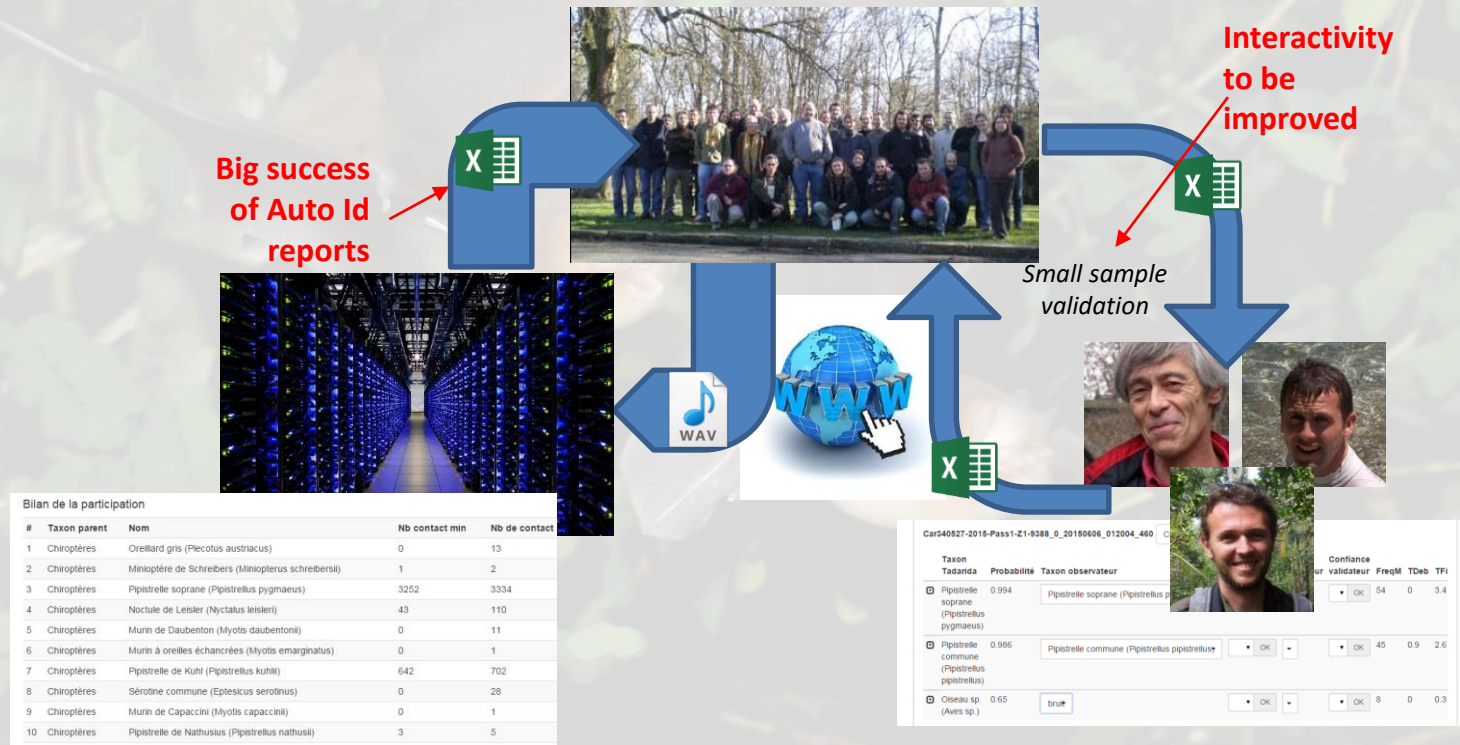 Interactivity
to be
improved
Big success
of Auto Id
reports
X
X
Small sample
validation
WAV
WWW
X
Bilan de la participation
# Taxon parent Nom Nb contact min Nb de contact
1 Chiroptères Oreillard gris (Plecotus austriacus) 0 13
2 Chiroptères Minioptère de Schreibers (Miniopterus schreibersii) 1 2
3 Chiroptères Pipistrelle soprane (Pipistrellus pygmaeus) 3252 3334
4 Chiroptères Noctule de Leisler (Nyctalus leisleri) 43 110
5 Chiroptères Murin de Daubenton (Myotis daubentonii) 0 11
6 Chiroptères Murin à oreilles échancrées (Myotis emarginatus) 0 1
7 Chiroptères Pipistrelle de Kuhl (Pipistrellus kuhlii) 642 702
8 Chiroptères Sérotine commune (Eptesicus serotinus) 0 28
9 Chiroptères Murin de Capaccini (Myotis capaccinii) 0 1
10 Chiroptères Pipistrelle de Nathusius (Pipistrellus nathusii) 3 5
Car340527-2015-Pass1-Z1-9388_0_20150606_012004_460
Taxon Confiance
Tadarida Probabilité Taxon observateur validateur FreqM TDeb TFi
Pipistrelle 0.994 Pipistrelle soprane (Pipistrellus OK 54 0 3.4
soprane
(Pipistrellus
pygmaeus)
Pipistrelle 0.986 Pipistrelle commune (Pipistrellus pipistrellus) OK OK 45 0.9 2.6
commune
(Pipistrellus
pipistrellus)
Oiseau sp. 0.65 bruit OK OK 8 0 0.3
(Aves sp.)